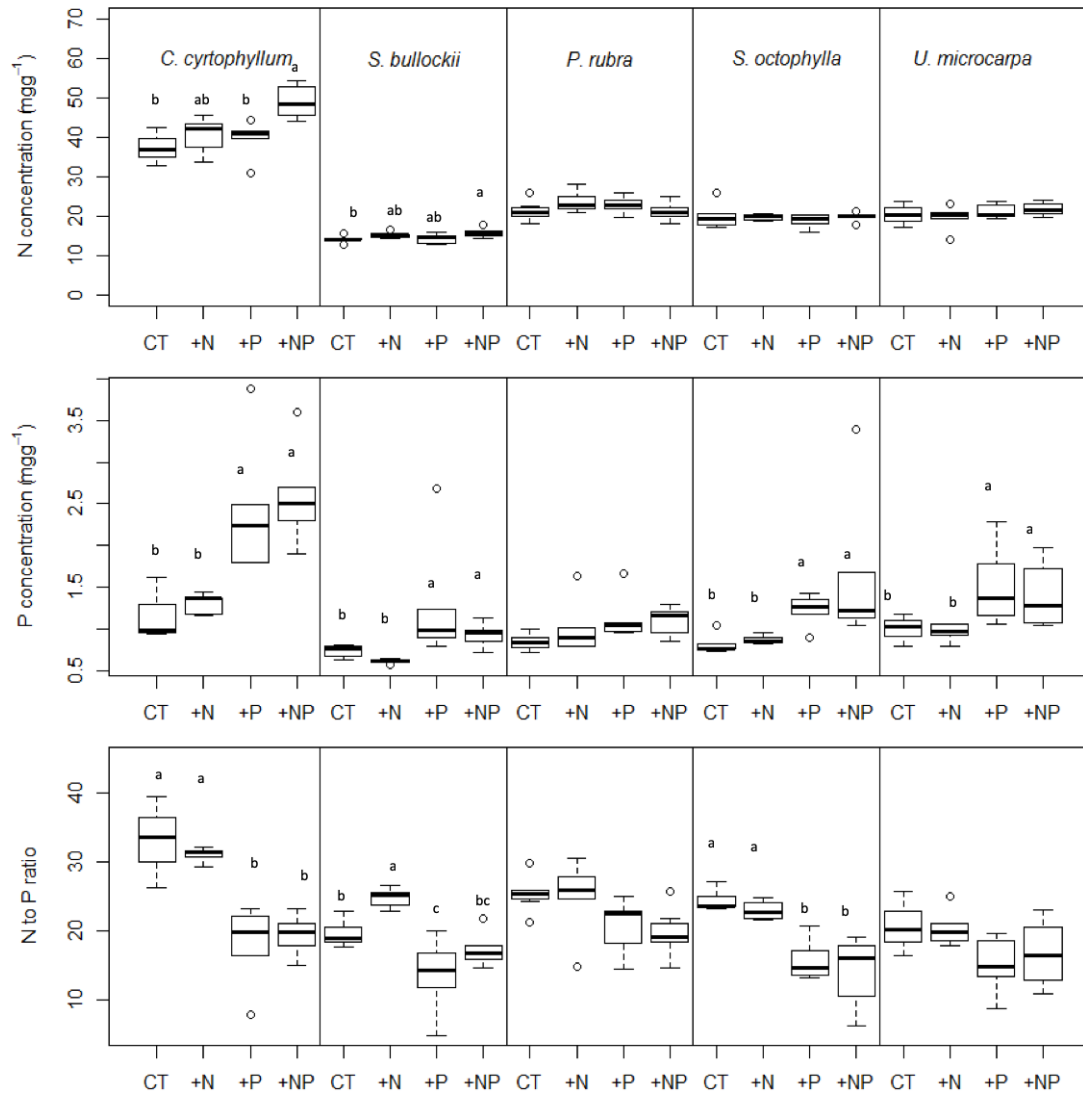 N concentration (mgg⁻¹)
70
60
50
40
30
20
10
0
C. cyrtophyllum
S. bullockii
P. rubra
S. octophylla
U. microcarpa
b ab b a
b ab ab a
CT +N +P +NP CT +N +P +NP CT +N +P +NP CT +N +P +NP CT +N +P +NP
P concentration (mgg⁻¹)
3.5
2.5
1.5
0.5
b b a a
b b a a
b b a a
b b a a
CT +N +P +NP CT +N +P +NP CT +N +P +NP CT +N +P +NP CT +N +P +NP
N to P ratio
40
30
20
10
a a b b
b a c bc
a a b b
CT +N +P +NP CT +N +P +NP CT +N +P +NP CT +N +P +NP CT +N +P +NP